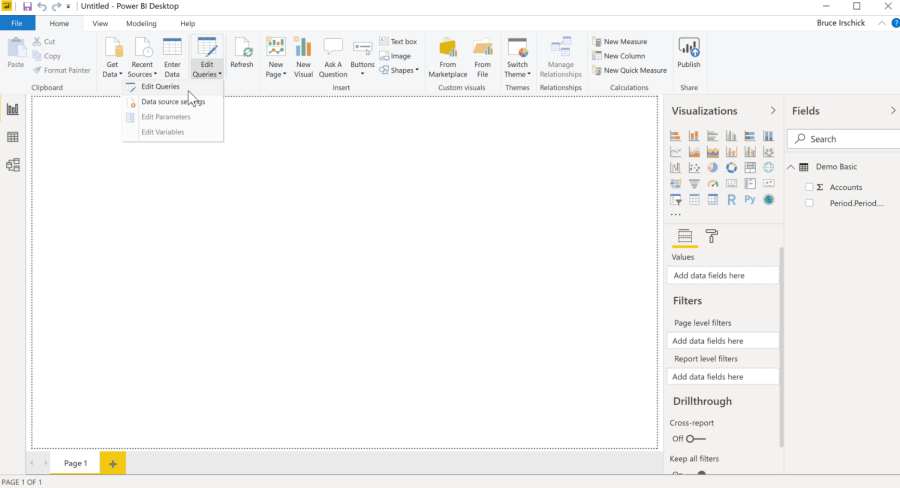 Untitled - Power BI Desktop
Bruce Irschick
File Home View Modeling Help
Paste
Cut
Copy
Format Painter
Clipboard
Get Data
Recent Sources
Enter Data
Edit Queries
Refresh
New Page
New Visual
Ask A Question
Buttons
Text box
Image
Shapes
Insert
From Marketplace
From File
Custom visuals
Switch Theme
Themes
Manage Relationships
Relationships
New Measure
New Column
New Quick Measure
Calculations
Publish
Share
Edit Queries
Data source settings
Edit Parameters
Edit Variables
Visualizations
R Py
...
Values
Add data fields here
Filters
Page level filters
Add data fields here
Report level filters
Add data fields here
Drillthrough
Cross-report
Off
Keep all filters
On
Fields
Search
Demo Basic
Σ Accounts
Period.Period....
Page 1
PAGE 1 OF 1